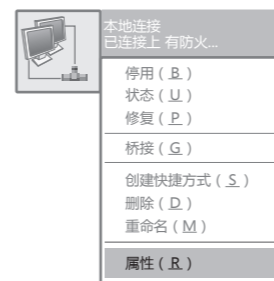 本地连接
已连接上 有防火...
停用（B）
状态（U）
修复（P）
桥接（G）
创建快捷方式（S）
删除（D）
重命名（M）
属性（R）